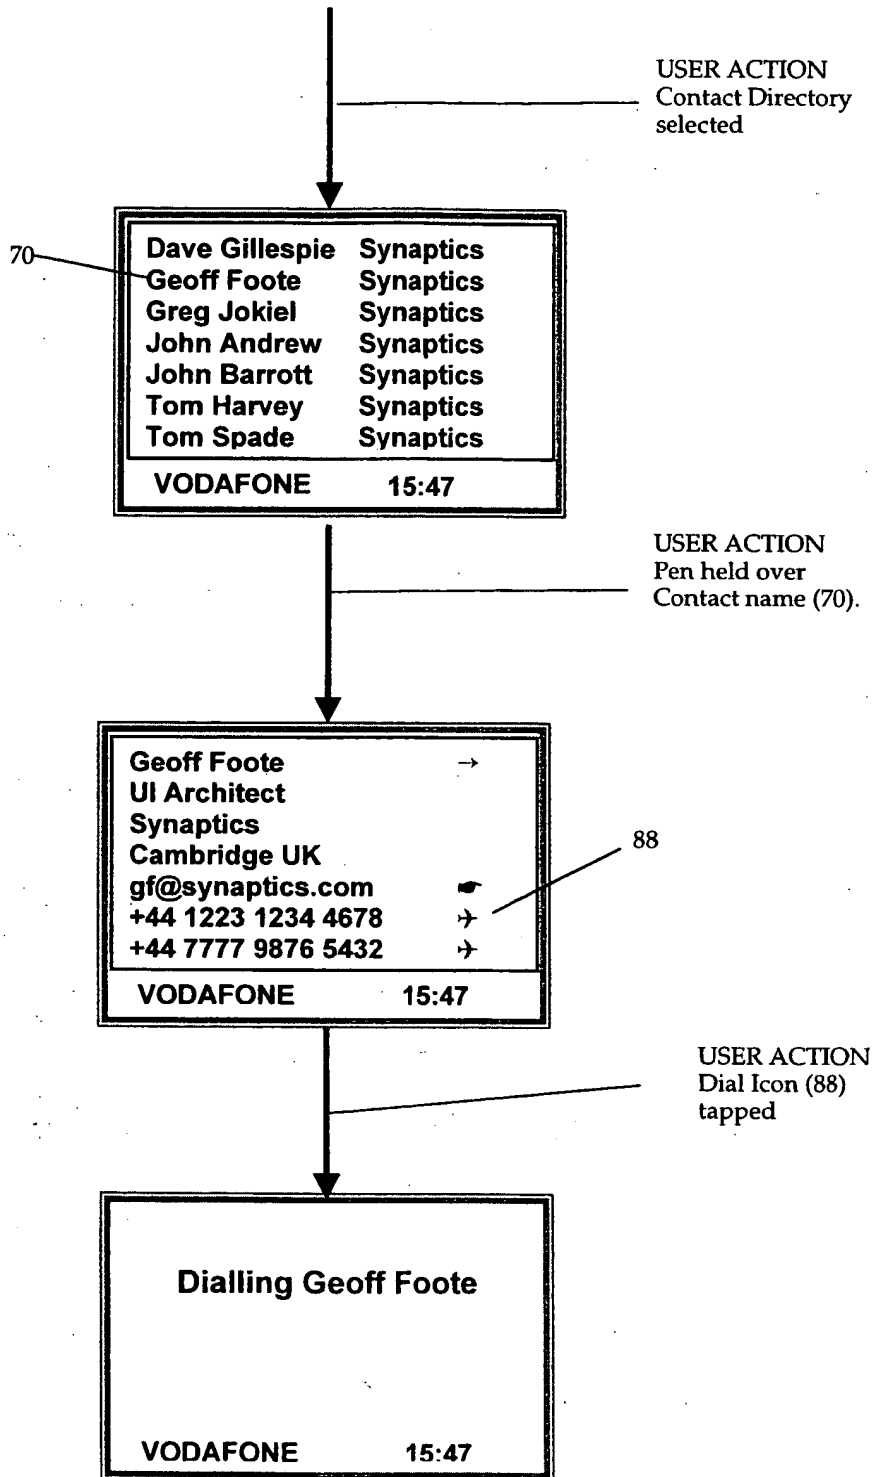 USER ACTION
Contact Directory
selected
70
Dave Gillespie Synaptics
Geoff Foote Synaptics
Greg Jokiel Synaptics
John Andrew Synaptics
John Barrott Synaptics
Tom Harvey Synaptics
Tom Spade Synaptics
VODAFONE 15:47
USER ACTION
Pen held over
Contact name (70).
Geoff Foote →
UI Architect
Synaptics
Cambridge UK
gf@synaptics.com ☛
+44 1223 1234 4678 ✈
+44 7777 9876 5432 ✈
88
VODAFONE 15:47
USER ACTION
Dial Icon (88)
tapped
Dialling Geoff Foote
VODAFONE 15:47